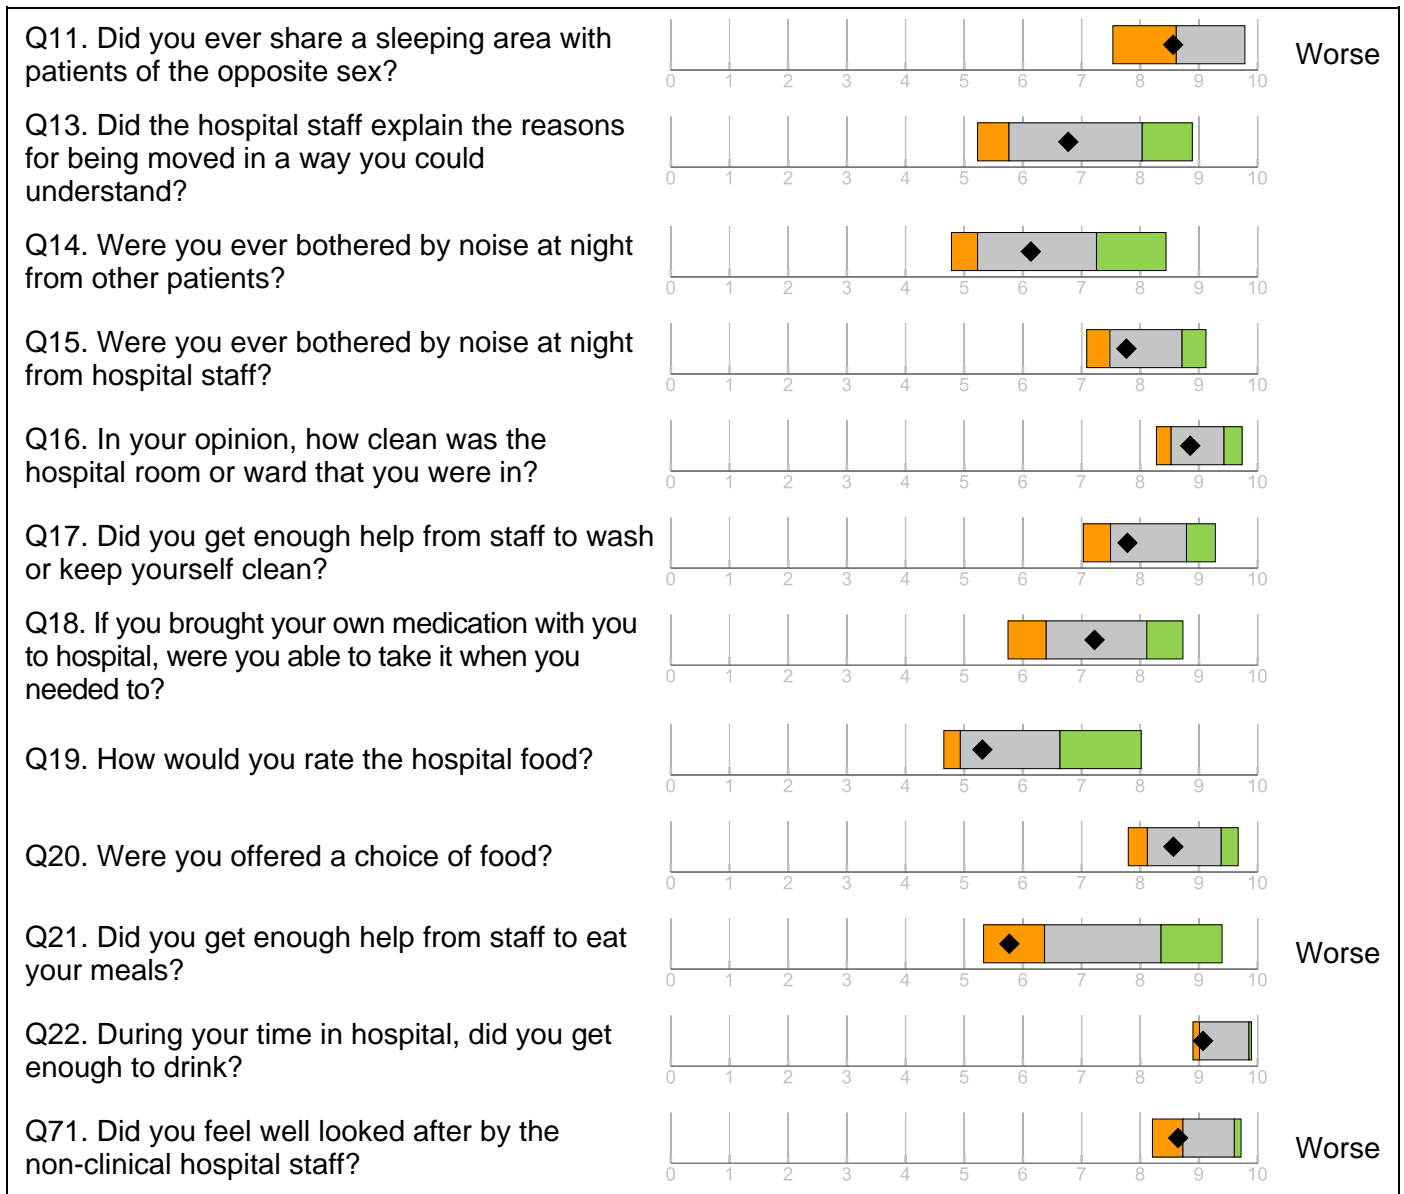 Q11. Did you ever share a sleeping area with
patients of the opposite sex?
0 1 2 3 4 5 6 7 8 9 10
Worse
Q13. Did the hospital staff explain the reasons
for being moved in a way you could
understand?
0 1 2 3 4 5 6 7 8 9 10
Q14. Were you ever bothered by noise at night
from other patients?
0 1 2 3 4 5 6 7 8 9 10
Q15. Were you ever bothered by noise at night
from hospital staff?
0 1 2 3 4 5 6 7 8 9 10
Q16. In your opinion, how clean was the
hospital room or ward that you were in?
0 1 2 3 4 5 6 7 8 9 10
Q17. Did you get enough help from staff to wash
or keep yourself clean?
0 1 2 3 4 5 6 7 8 9 10
Q18. If you brought your own medication with you
to hospital, were you able to take it when you
needed to?
0 1 2 3 4 5 6 7 8 9 10
Q19. How would you rate the hospital food?
0 1 2 3 4 5 6 7 8 9 10
Q20. Were you offered a choice of food?
0 1 2 3 4 5 6 7 8 9 10
Q21. Did you get enough help from staff to eat
your meals?
0 1 2 3 4 5 6 7 8 9 10
Worse
Q22. During your time in hospital, did you get
enough to drink?
0 1 2 3 4 5 6 7 8 9 10
Q71. Did you feel well looked after by the
non-clinical hospital staff?
0 1 2 3 4 5 6 7 8 9 10
Worse